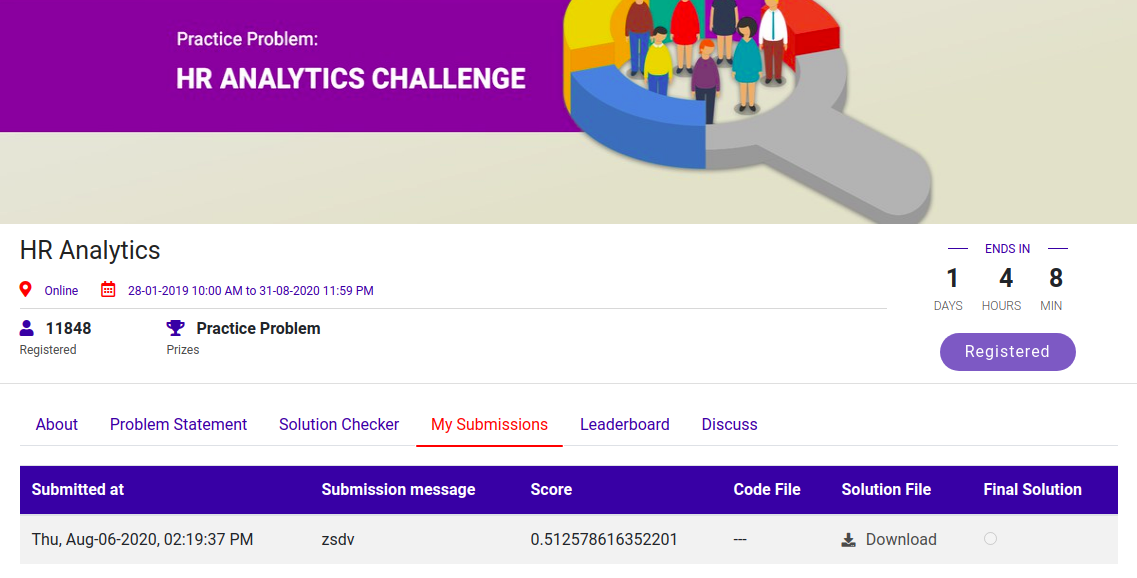 Practice Problem:
HR ANALYTICS CHALLENGE
HR Analytics
Online 28-01-2019 10:00 AM to 31-08-2020 11:59 PM
11848 Practice Problem
Registered Prizes
ENDS IN
1 4 8
DAYS HOURS MIN
Registered
About Problem Statement Solution Checker My Submissions Leaderboard Discuss
Submitted at Submission message Score Code File Solution File Final Solution
Thu, Aug-06-2020, 02:19:37 PM zsdv 0.512578616352201 --- Download